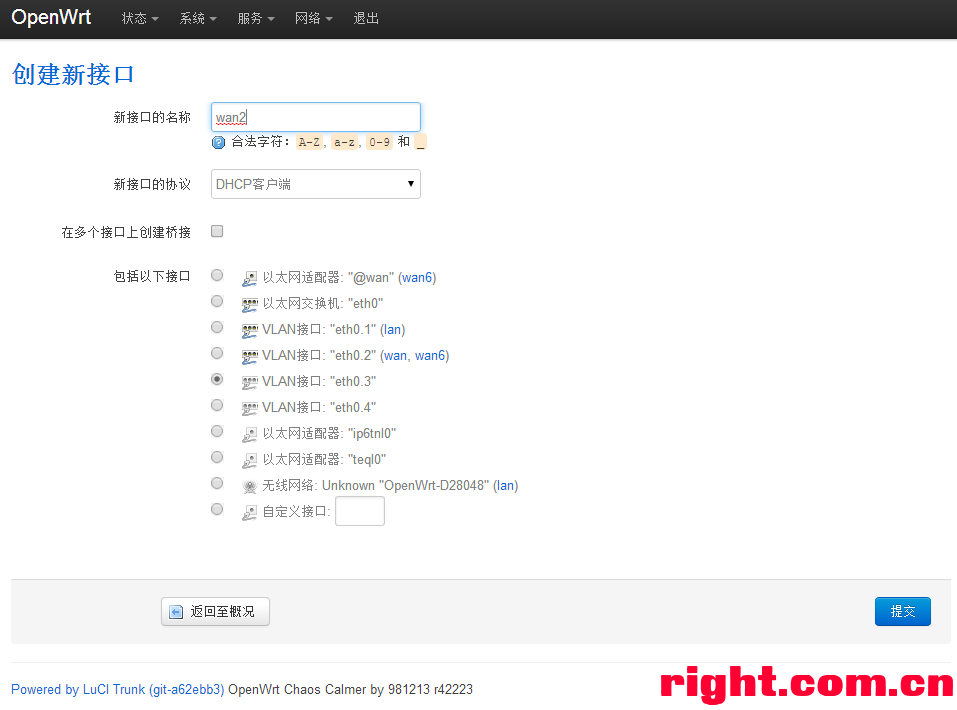 OpenWrt 状态 系统 服务 网络 退出
创建新接口
新接口的名称 wan2
合法字符: A-Z, a-z, 0-9 和 _
新接口的协议 DHCP客户端
在多个接口上创建桥接
包括以下接口 以太网适配器: "@wan" (wan6)
以太网交换机: "eth0"
VLAN接口: "eth0.1" (lan)
VLAN接口: "eth0.2" (wan, wan6)
VLAN接口: "eth0.3"
VLAN接口: "eth0.4"
以太网适配器: "ip6tnl0"
以太网适配器: "teql0"
无线网络: Unknown "OpenWrt-D28048" (lan)
自定义接口:
返回至概况 提交
Powered by LuCI Trunk (git-a62ebb3) OpenWrt Chaos Calmer by 981213 r42223
right.com.cn